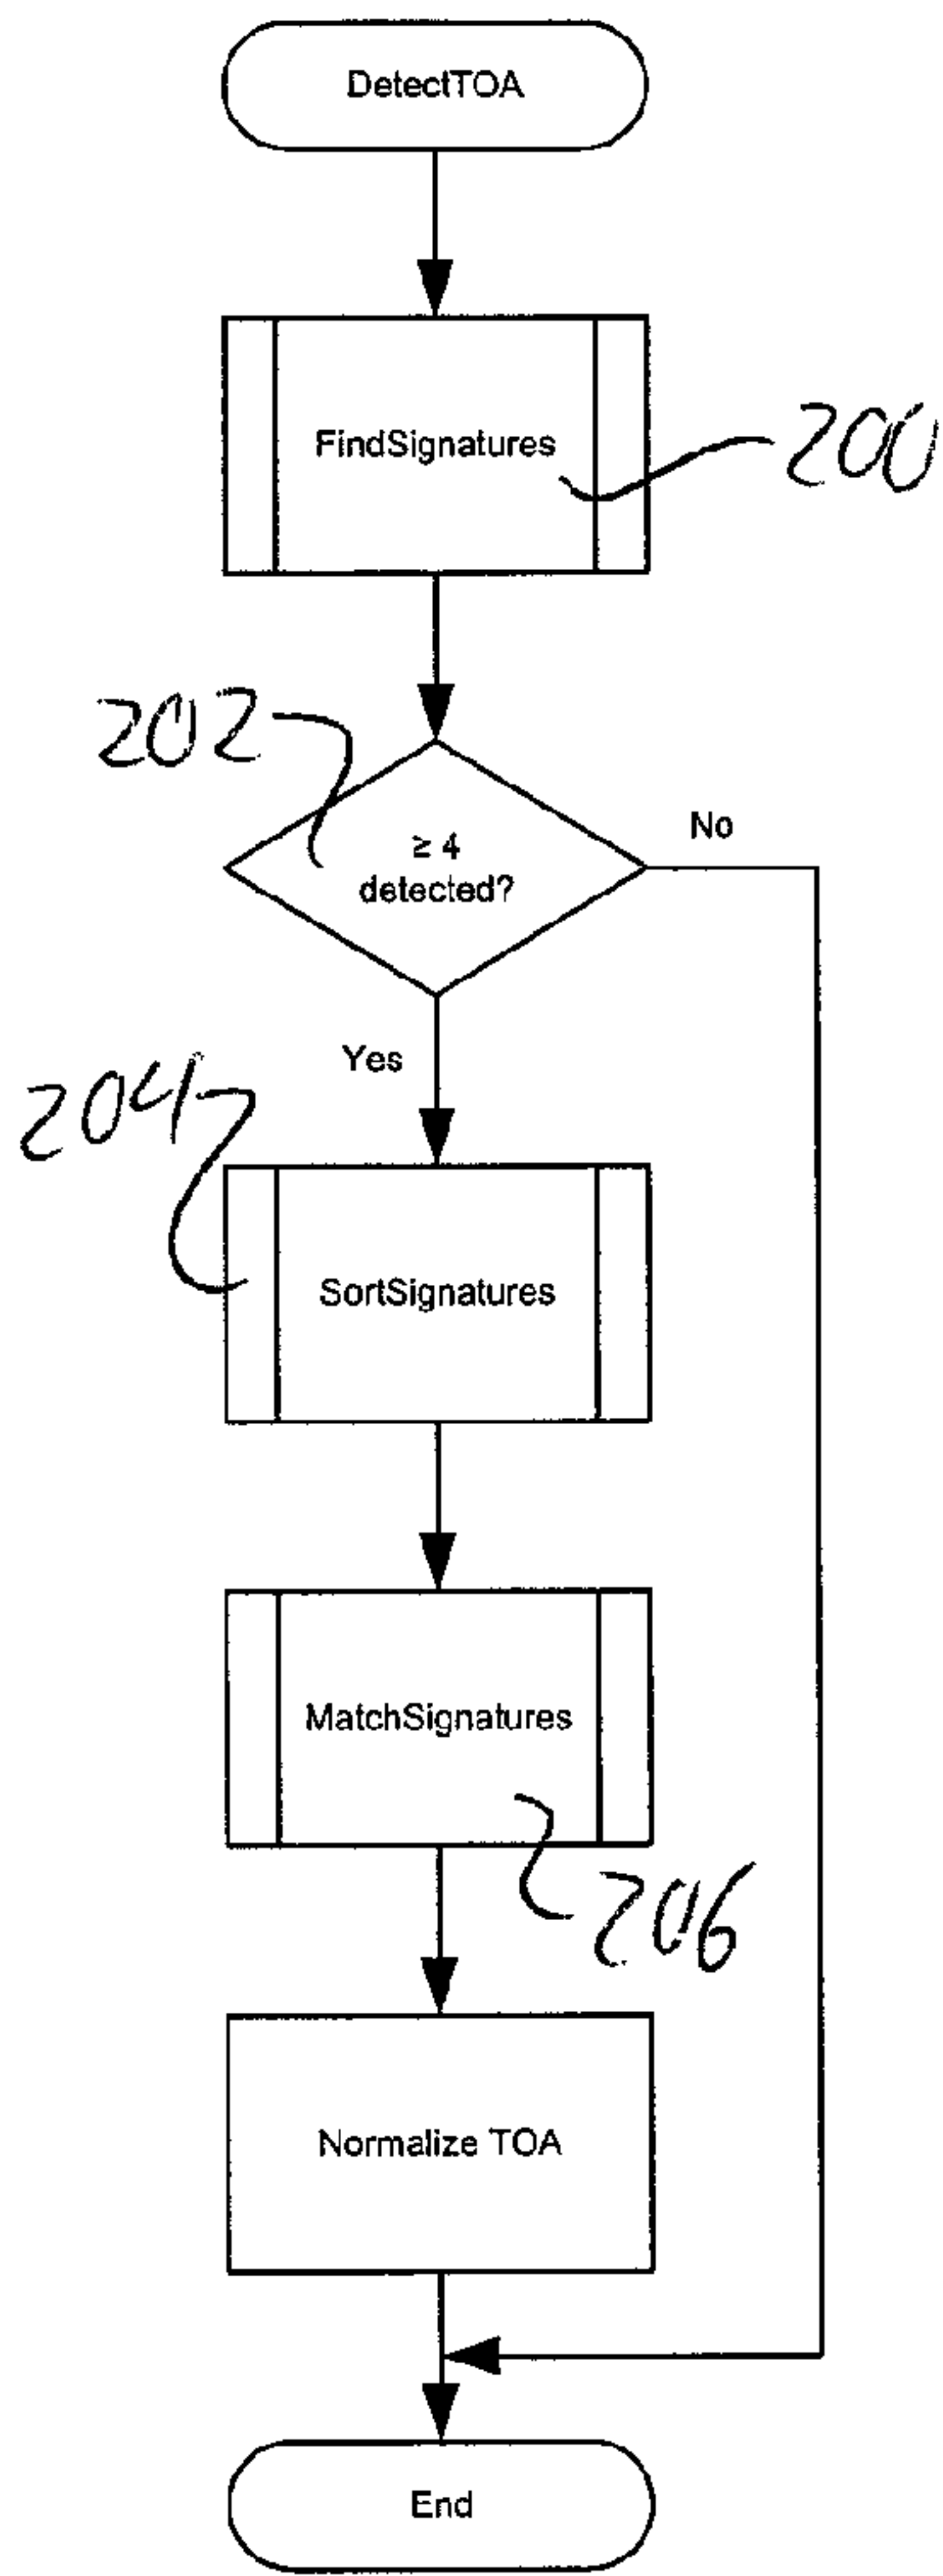 DetectTOA
FindSignatures
200
202
≥ 4
detected?
No
Yes
204
SortSignatures
MatchSignatures
206
Normalize TOA
End